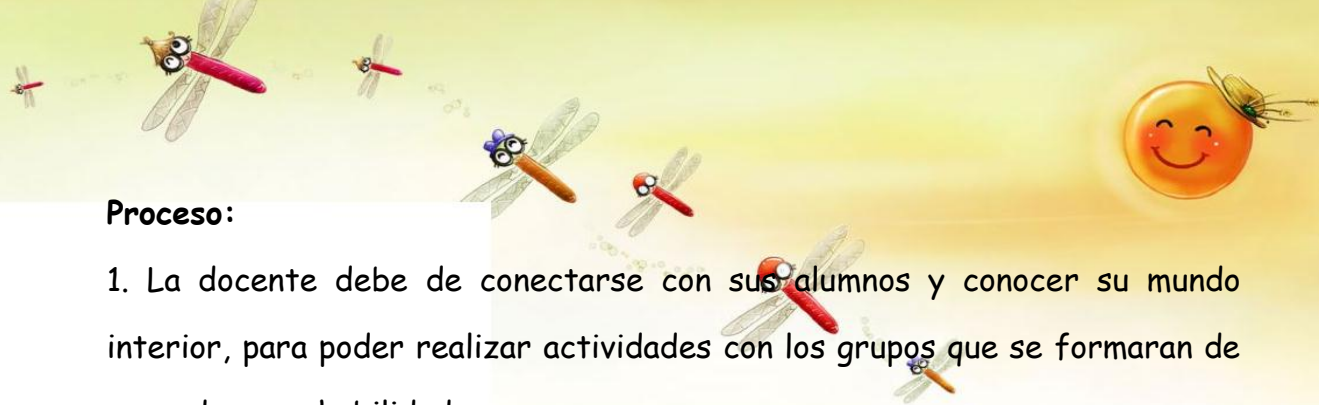 Proceso:
1. La docente debe de conectarse con sus alumnos y conocer su mundo
interior, para poder realizar actividades con los grupos que se formaran de